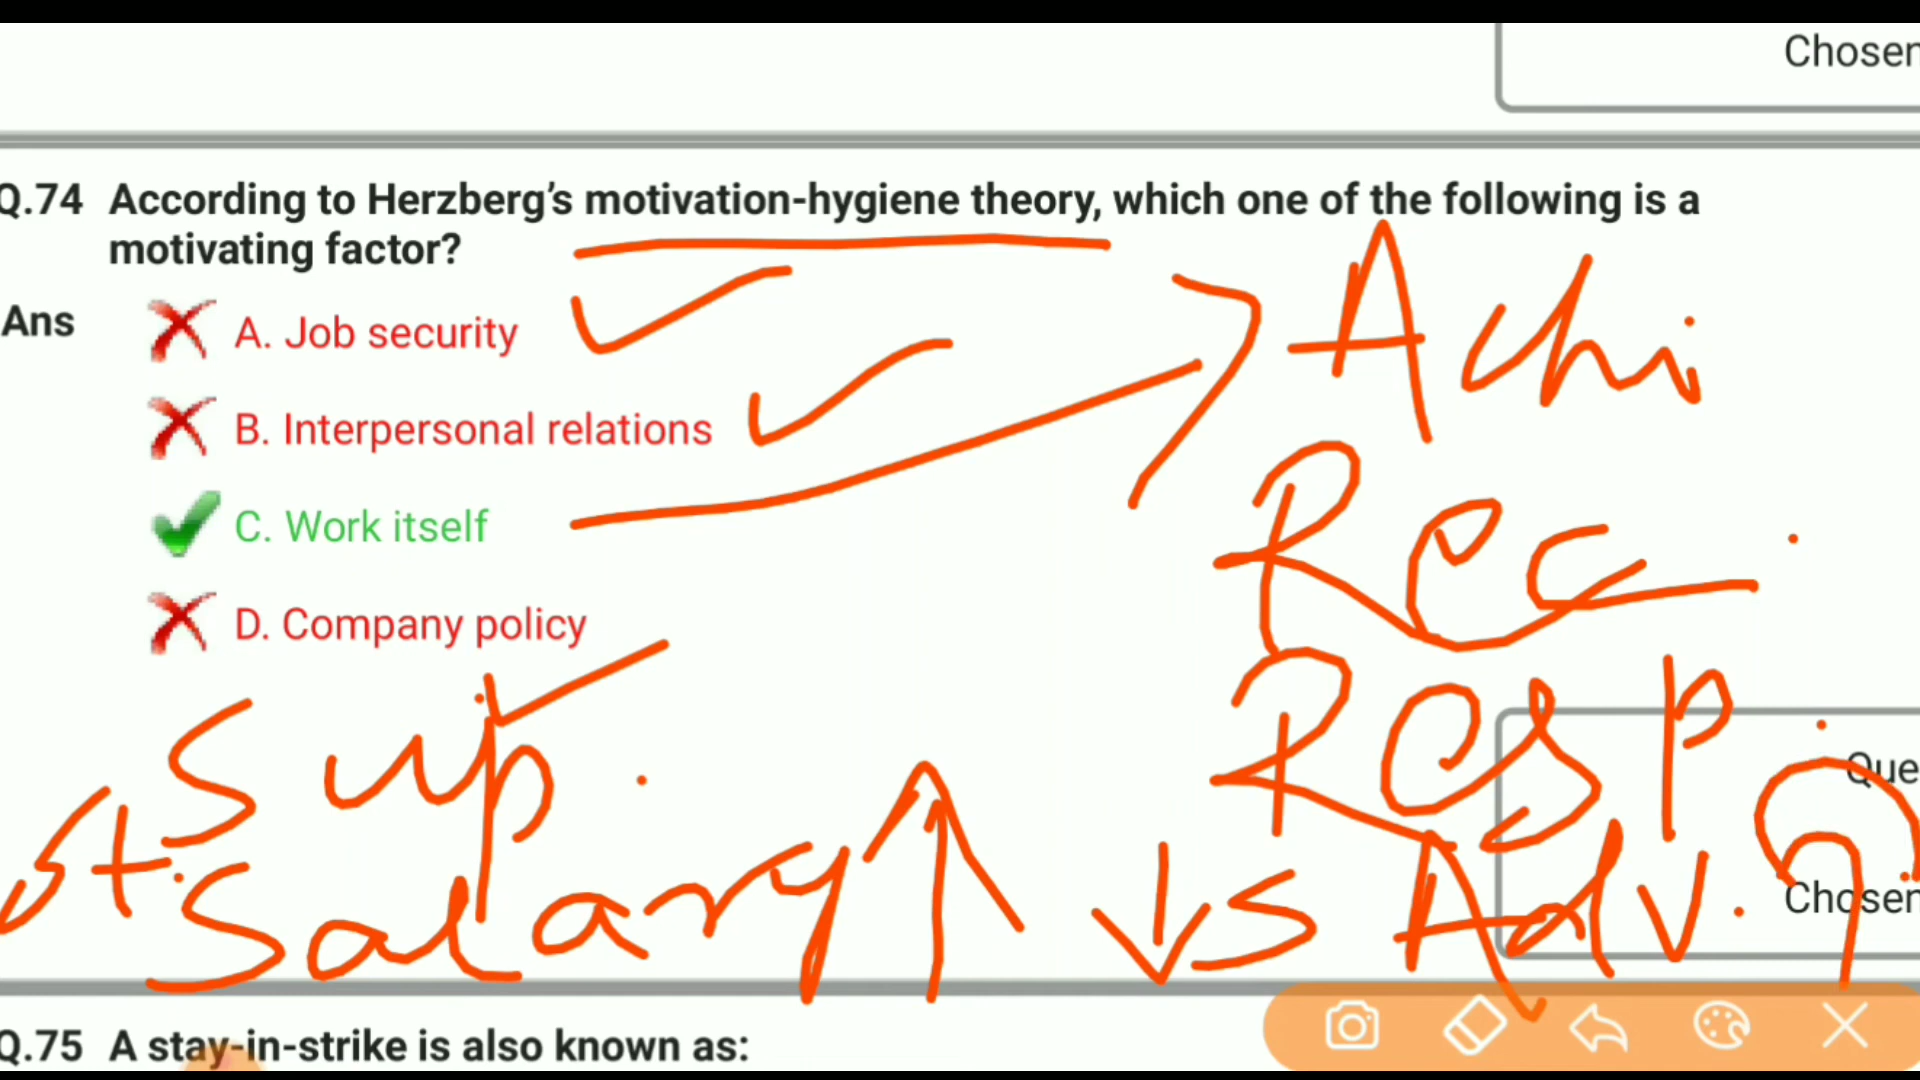 Chosen
Q.74 According to Herzberg's motivation-hygiene theory, which one of the following is a
motivating factor?
Ans
A. Job security
B. Interpersonal relations
C. Work itself
D. Company policy
Achi
Rec
Resp
Adv.
Sup.
st.
Salary
S
Que
Chosen
Q.75 A stay-in-strike is also known as: